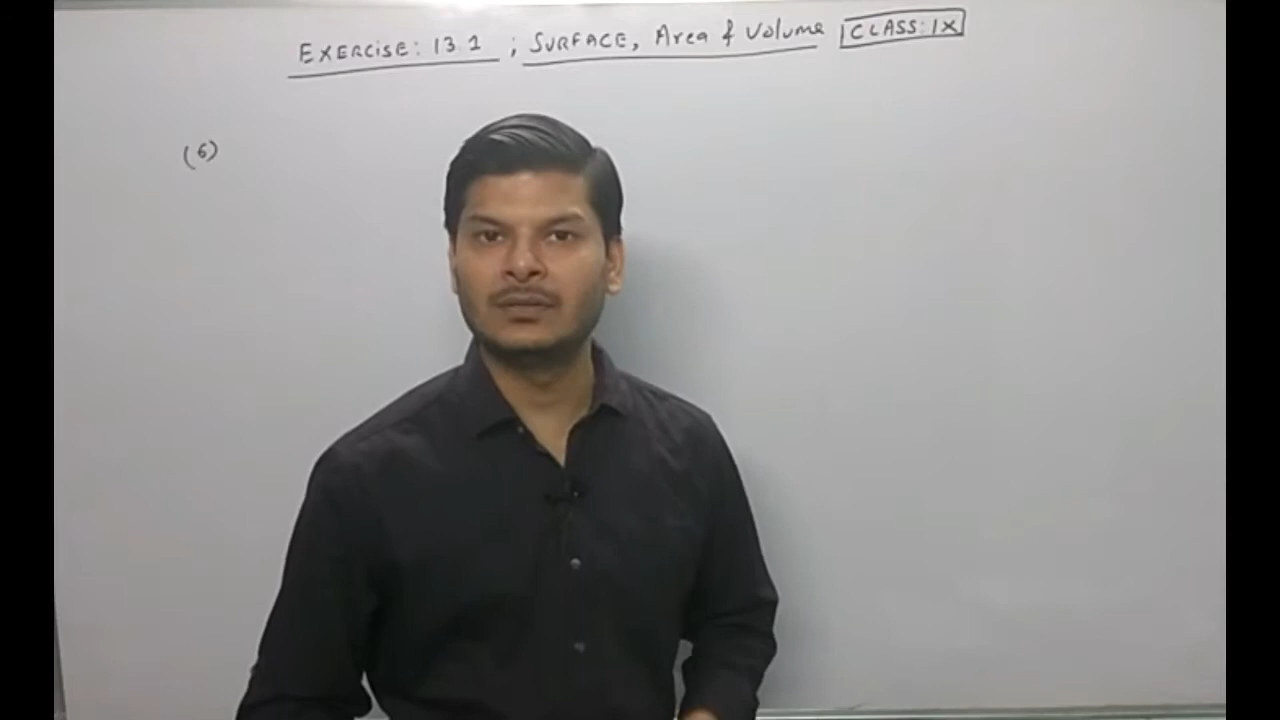 EXERCISE: 13.1 ; SURFACE, Area & Volume CLASS: IX
(6)